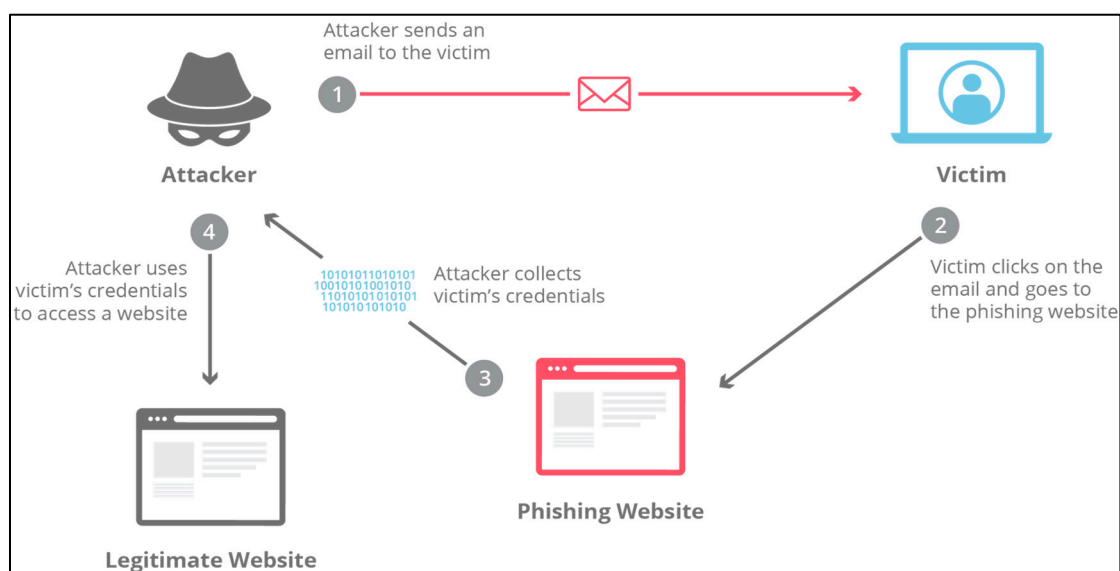 Attacker sends an
email to the victim
1
Attacker
Victim
4
2
Attacker uses
victim's credentials
to access a website
10101011010101
10010101001010
11010101010101
101010101010
Attacker collects
victim's credentials
Victim clicks on the
email and goes to
the phishing website
3
Phishing Website
Legitimate Website